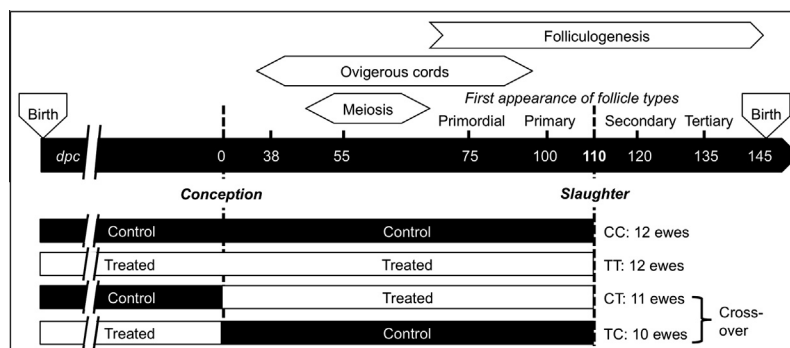 Folliculogenesis
Ovigerous cords
Birth
Meiosis
First appearance of follicle types
Birth
Primordial Primary Secondary Tertiary
dpc 0 38 55 75 100 110 120 135 145
Conception Slaughter
Control Control CC: 12 ewes
Treated Treated TT: 12 ewes
Control Treated CT: 11 ewes
Cross-
over
Treated Control TC: 10 ewes